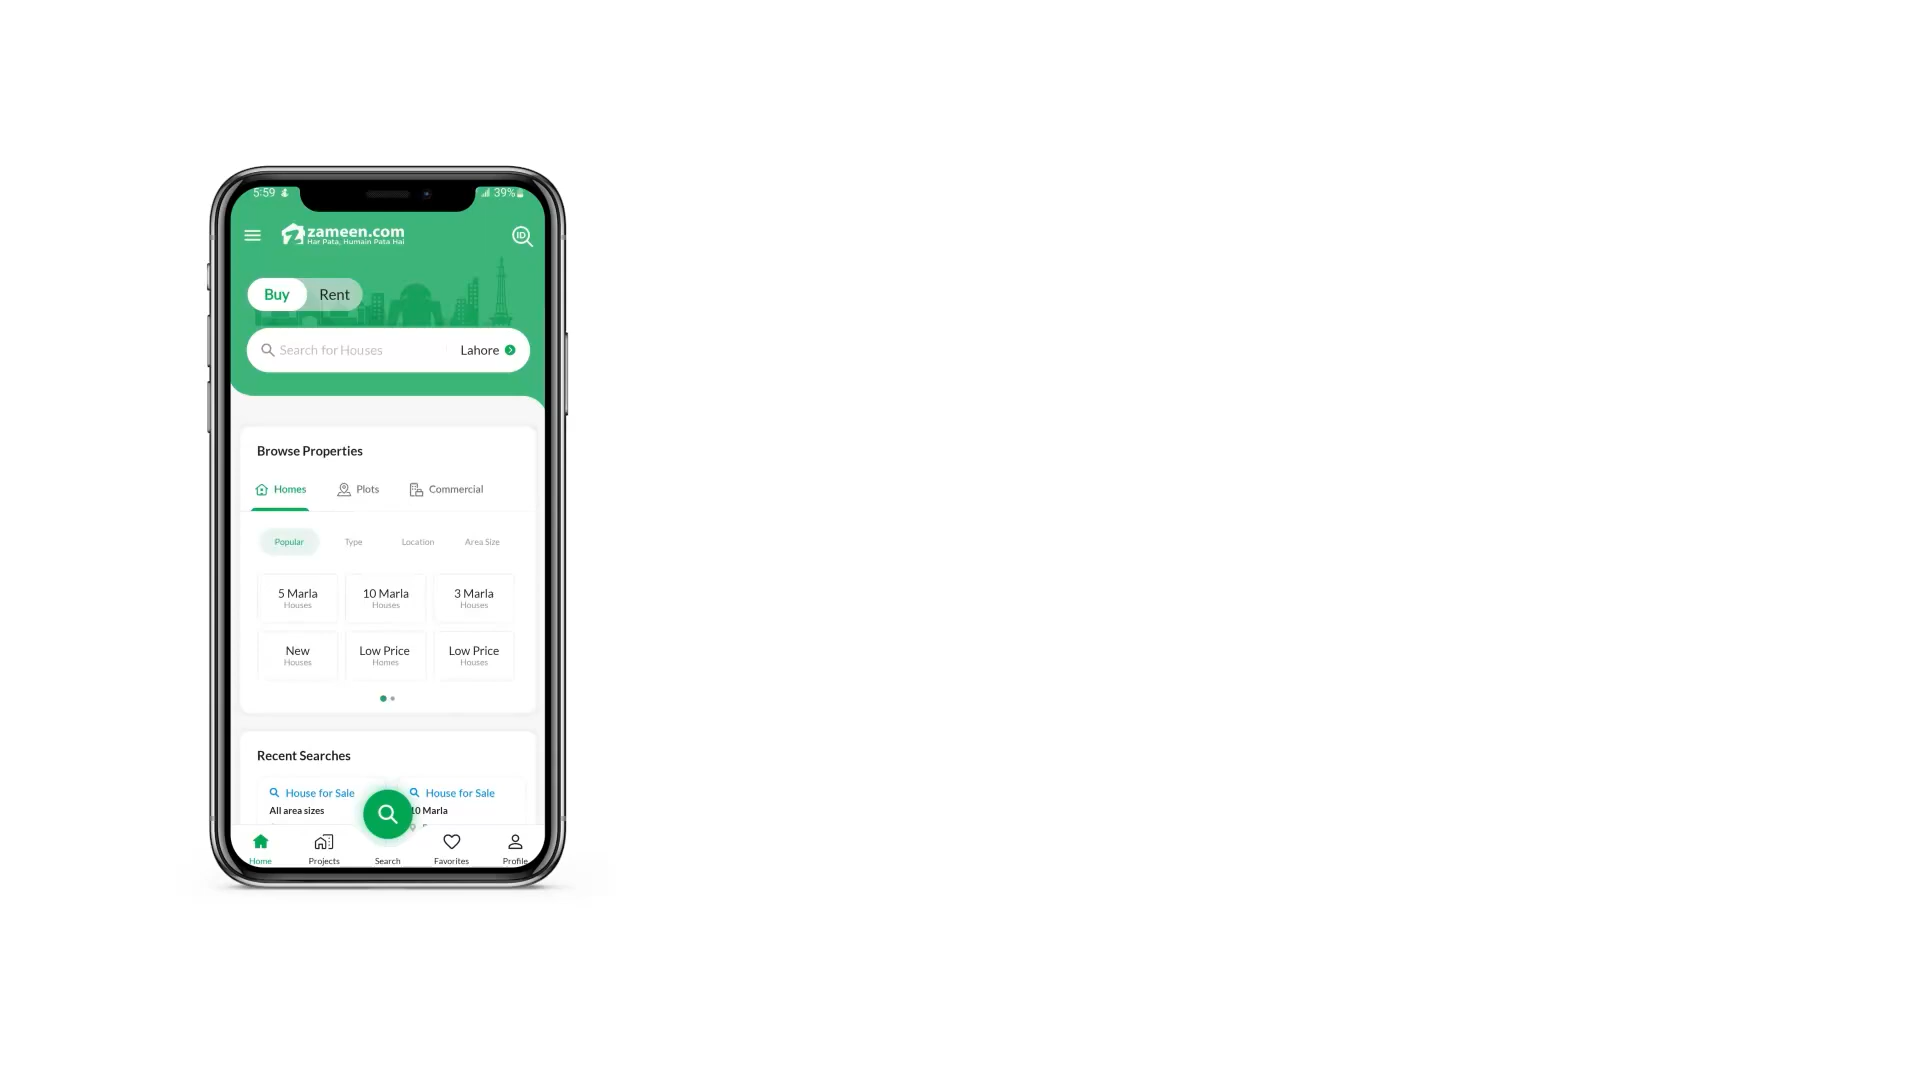 5:59
39%
zameen.com
Har Pata, Humain Pata Hai
ID
Buy Rent
Search for Houses Lahore
Browse Properties
Homes Plots Commercial
Popular Type Location Area Size
5 Marla 10 Marla 3 Marla
Houses Houses Houses
New Low Price Low Price
Houses Homes Houses
Recent Searches
House for Sale House for Sale
All area sizes 10 Marla
Home Projects Search Favorites Profile